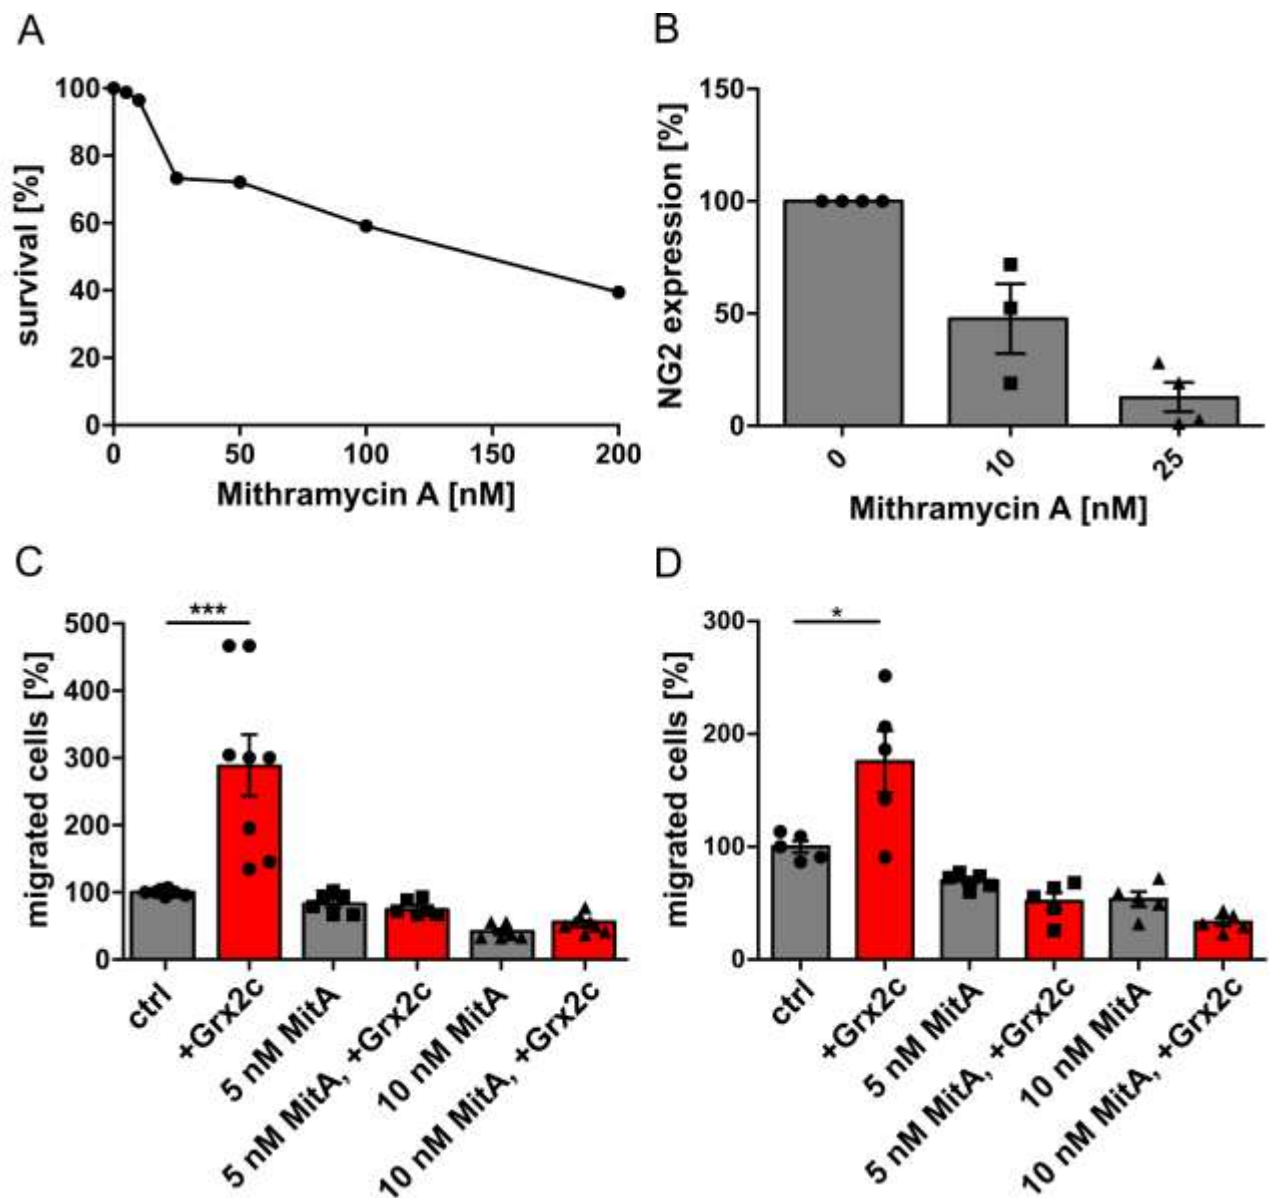 A
survival [%]
100
80
60
40
20
0
0 50 100 150 200
Mithramycin A [nM]
B
NG2 expression [%]
150
100
50
0
0 10 25
Mithramycin A [nM]
C
migrated cells [%]
500
400
300
200
100
0
***
ctrl
+Grx2c
5 nM MitA
5 nM MitA, +Grx2c
10 nM MitA
10 nM MitA, +Grx2c
D
migrated cells [%]
300
200
100
0
*
ctrl
+Grx2c
5 nM MitA
5 nM MitA, +Grx2c
10 nM MitA
10 nM MitA, +Grx2c